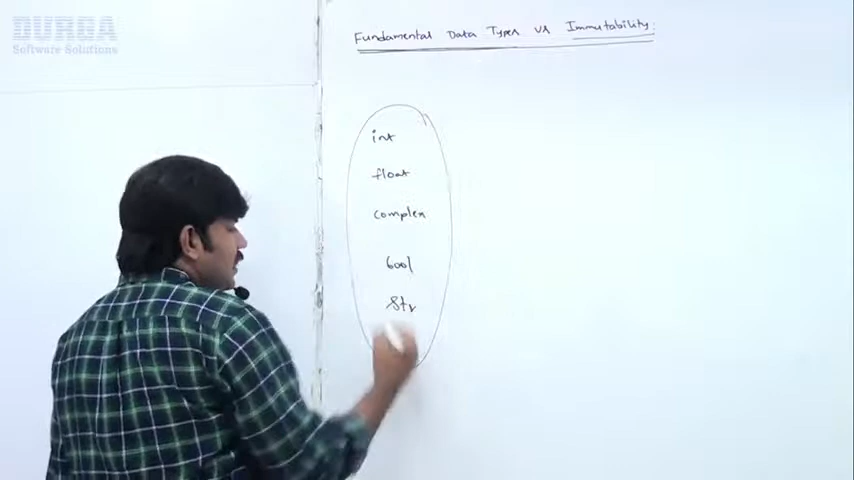 DURGA
Software Solutions
Fundamental Data Types vs Immutability:
int
float
complex
bool
str